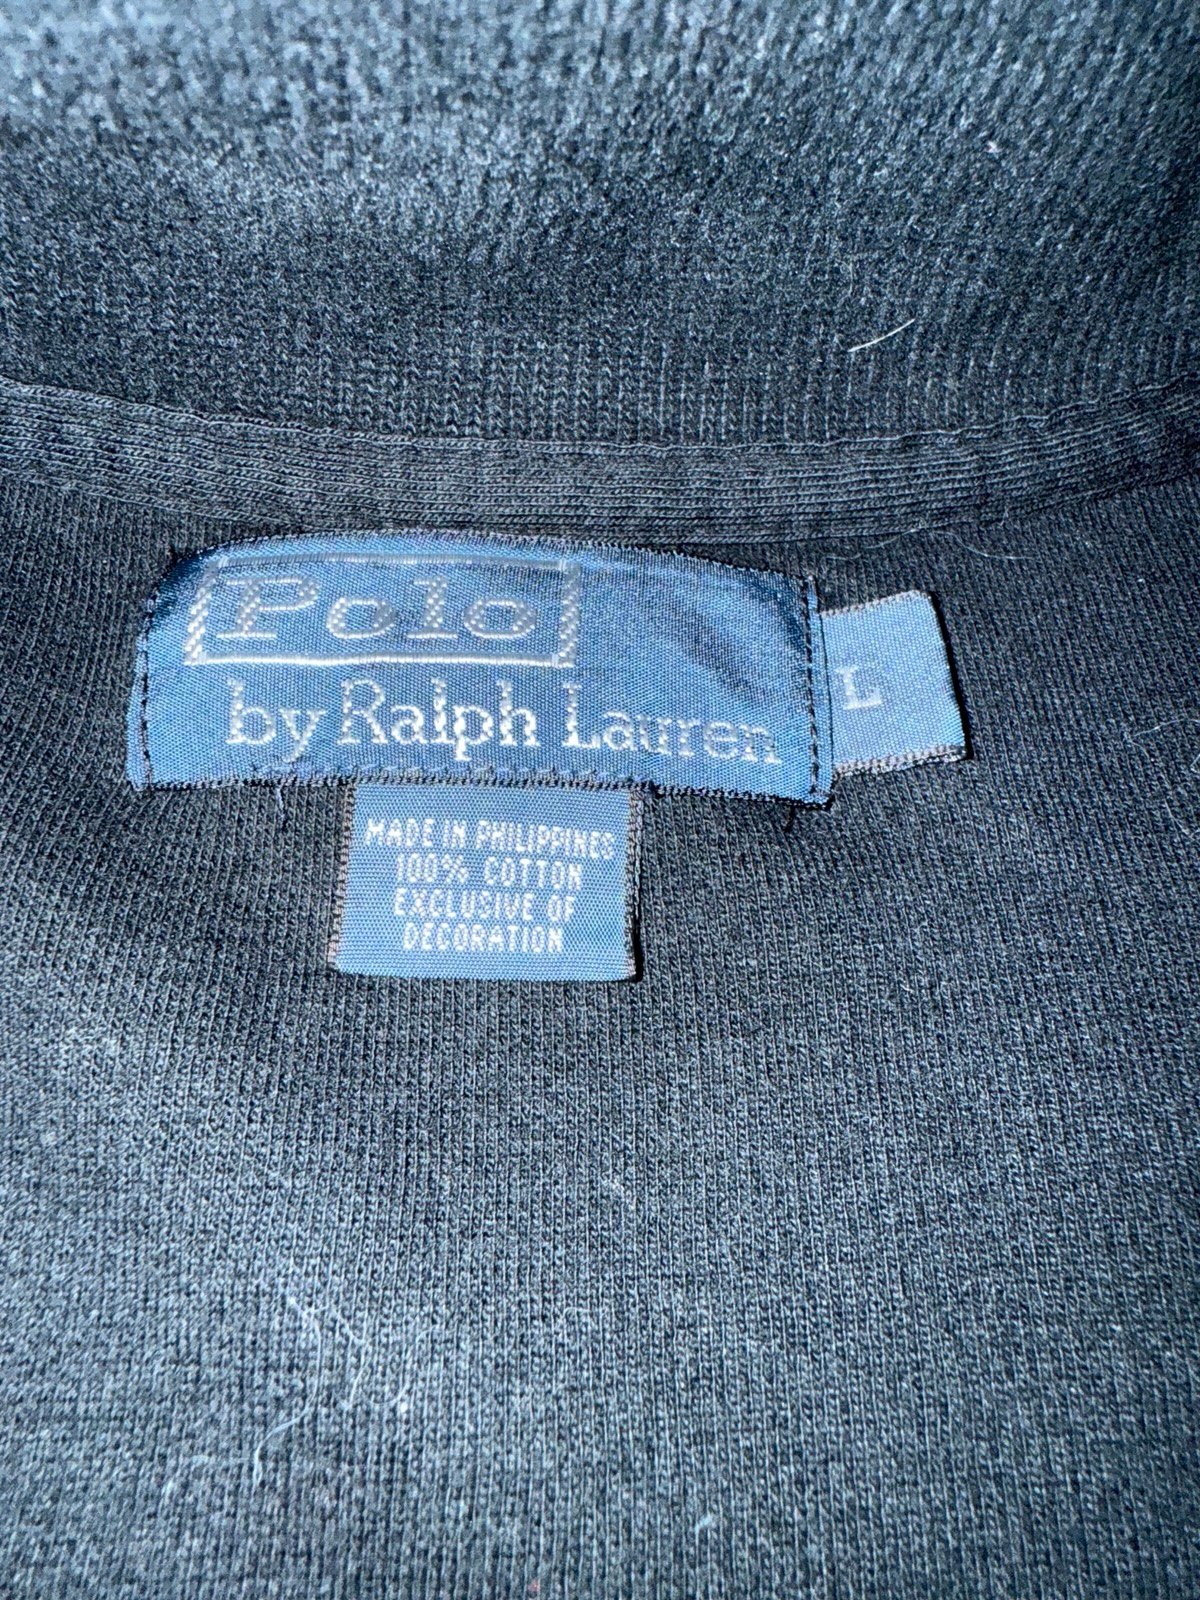 Polo
by Ralph Lauren
L
MADE IN PHILIPPINES
100% COTTON
EXCLUSIVE OF
DECORATION